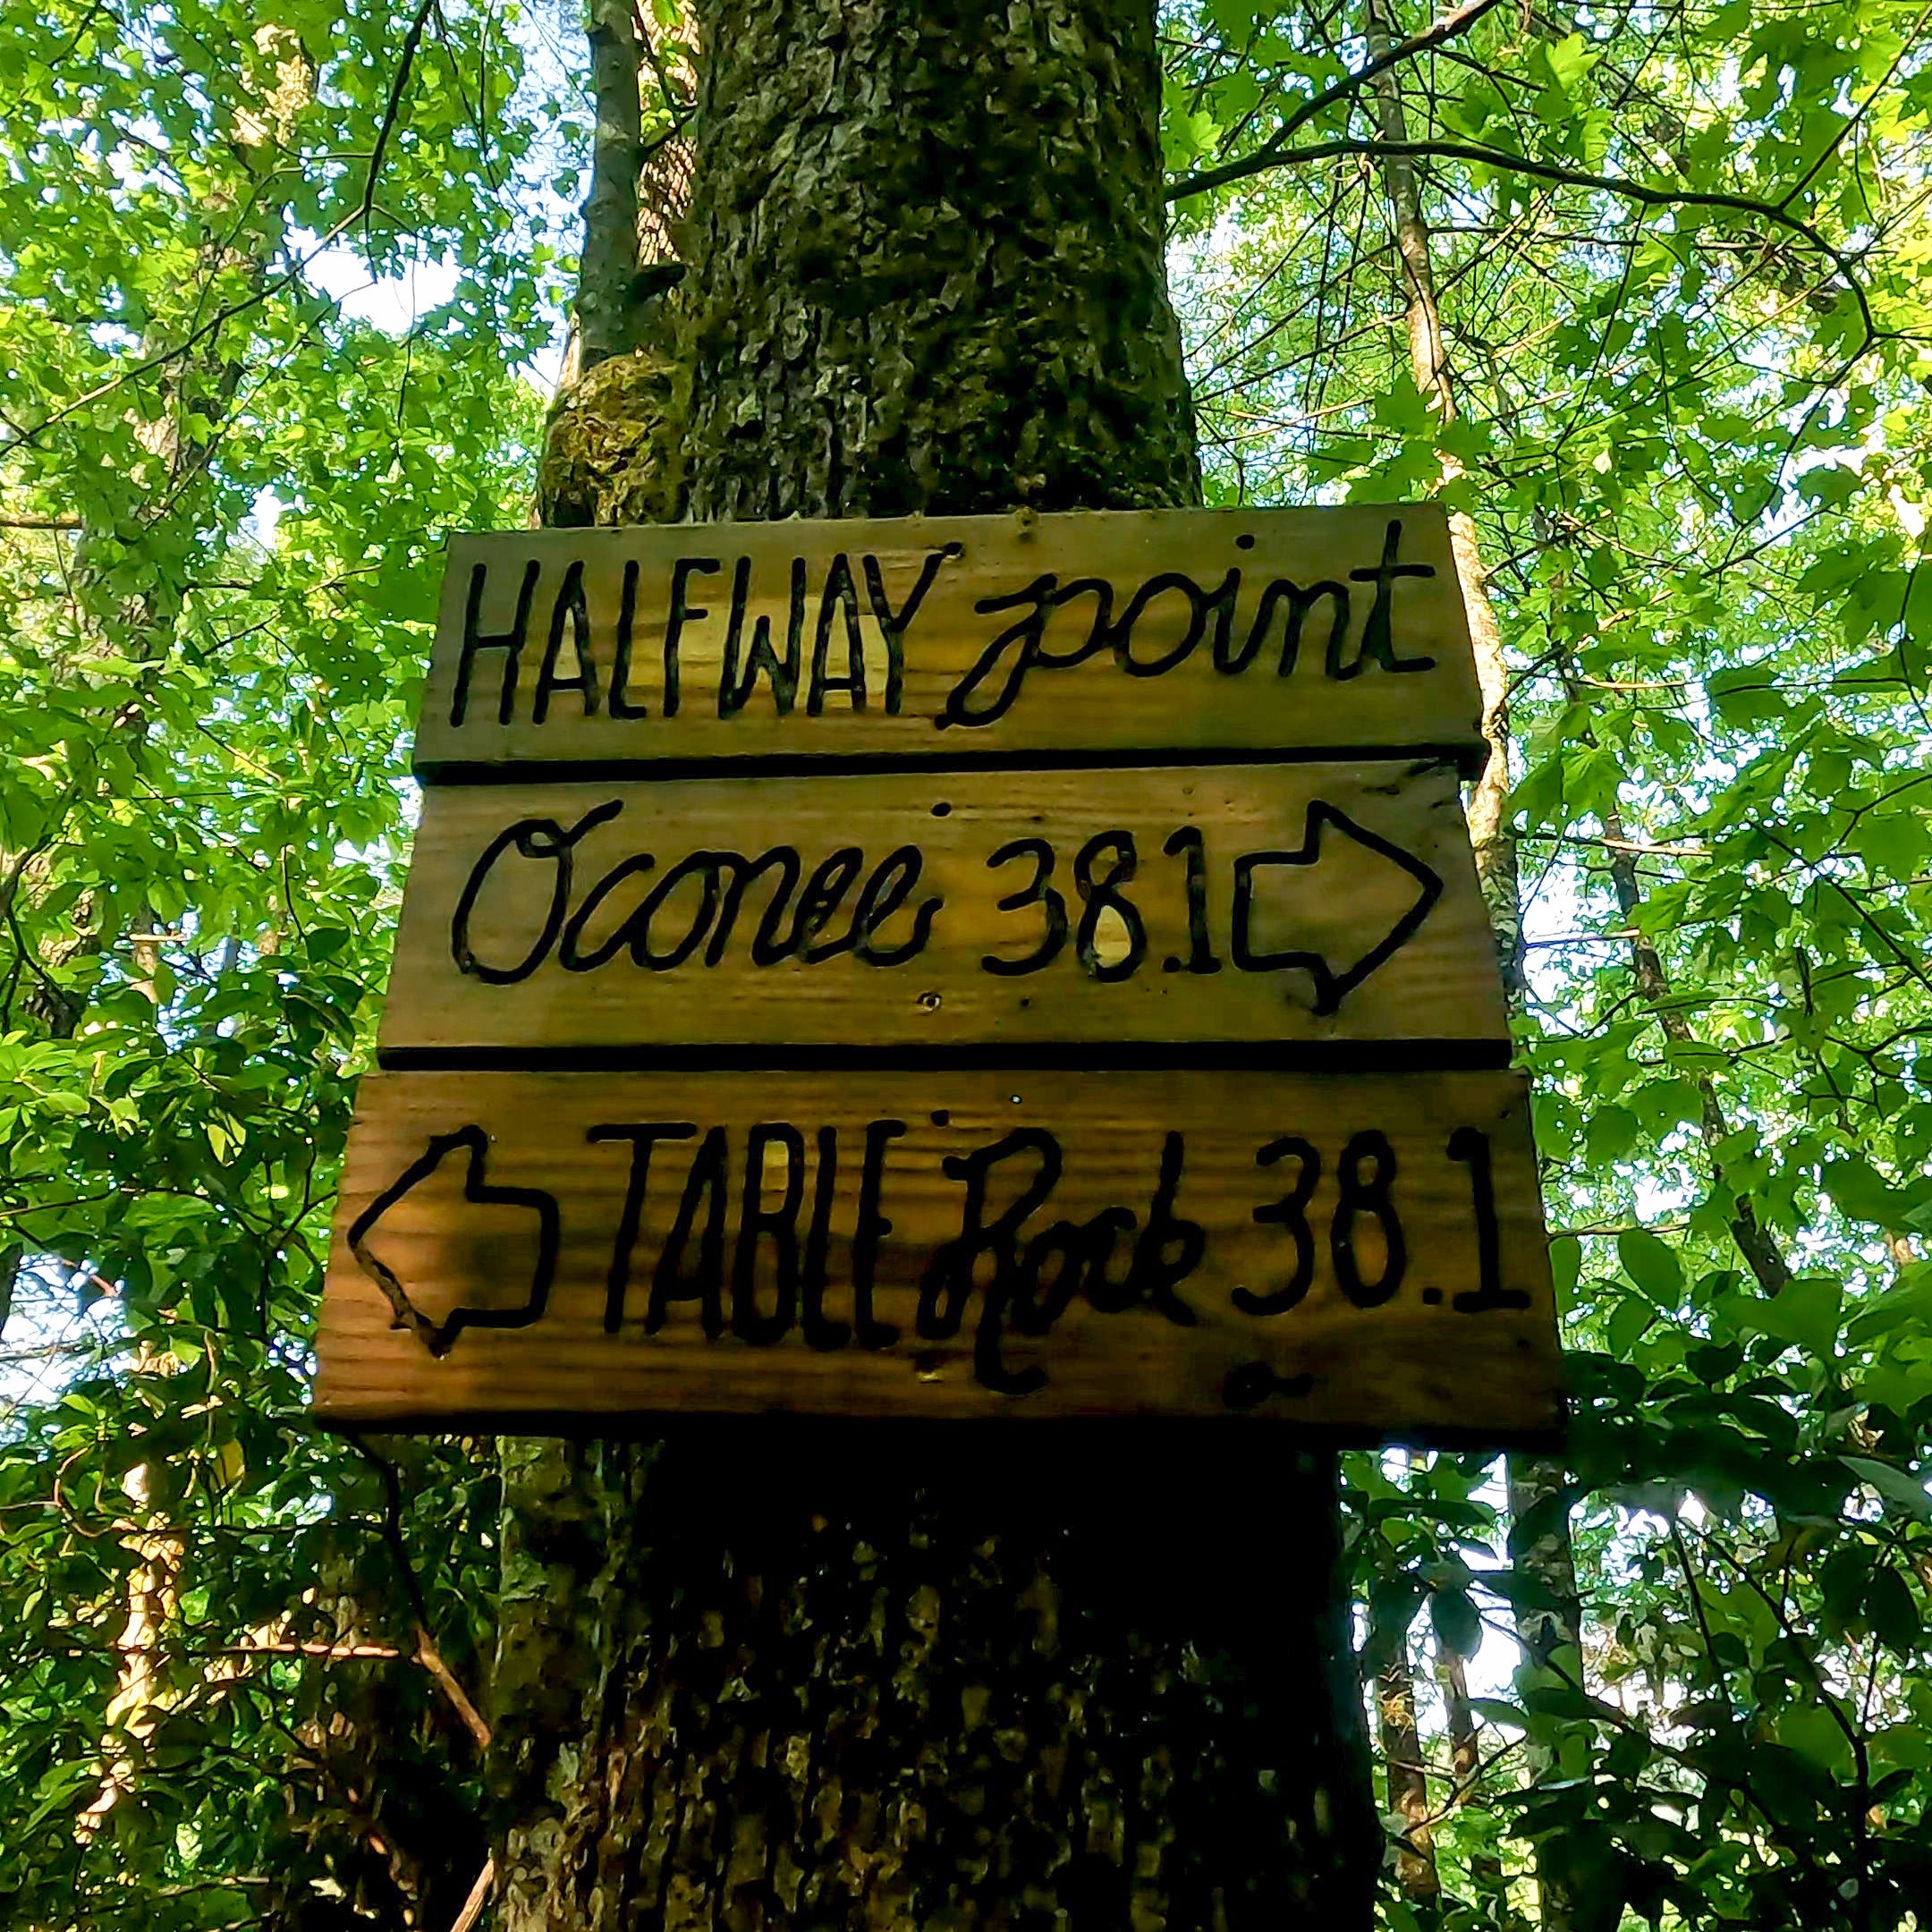 HALFWAY point
Oconee 38.1
TABLE Rock 38.1